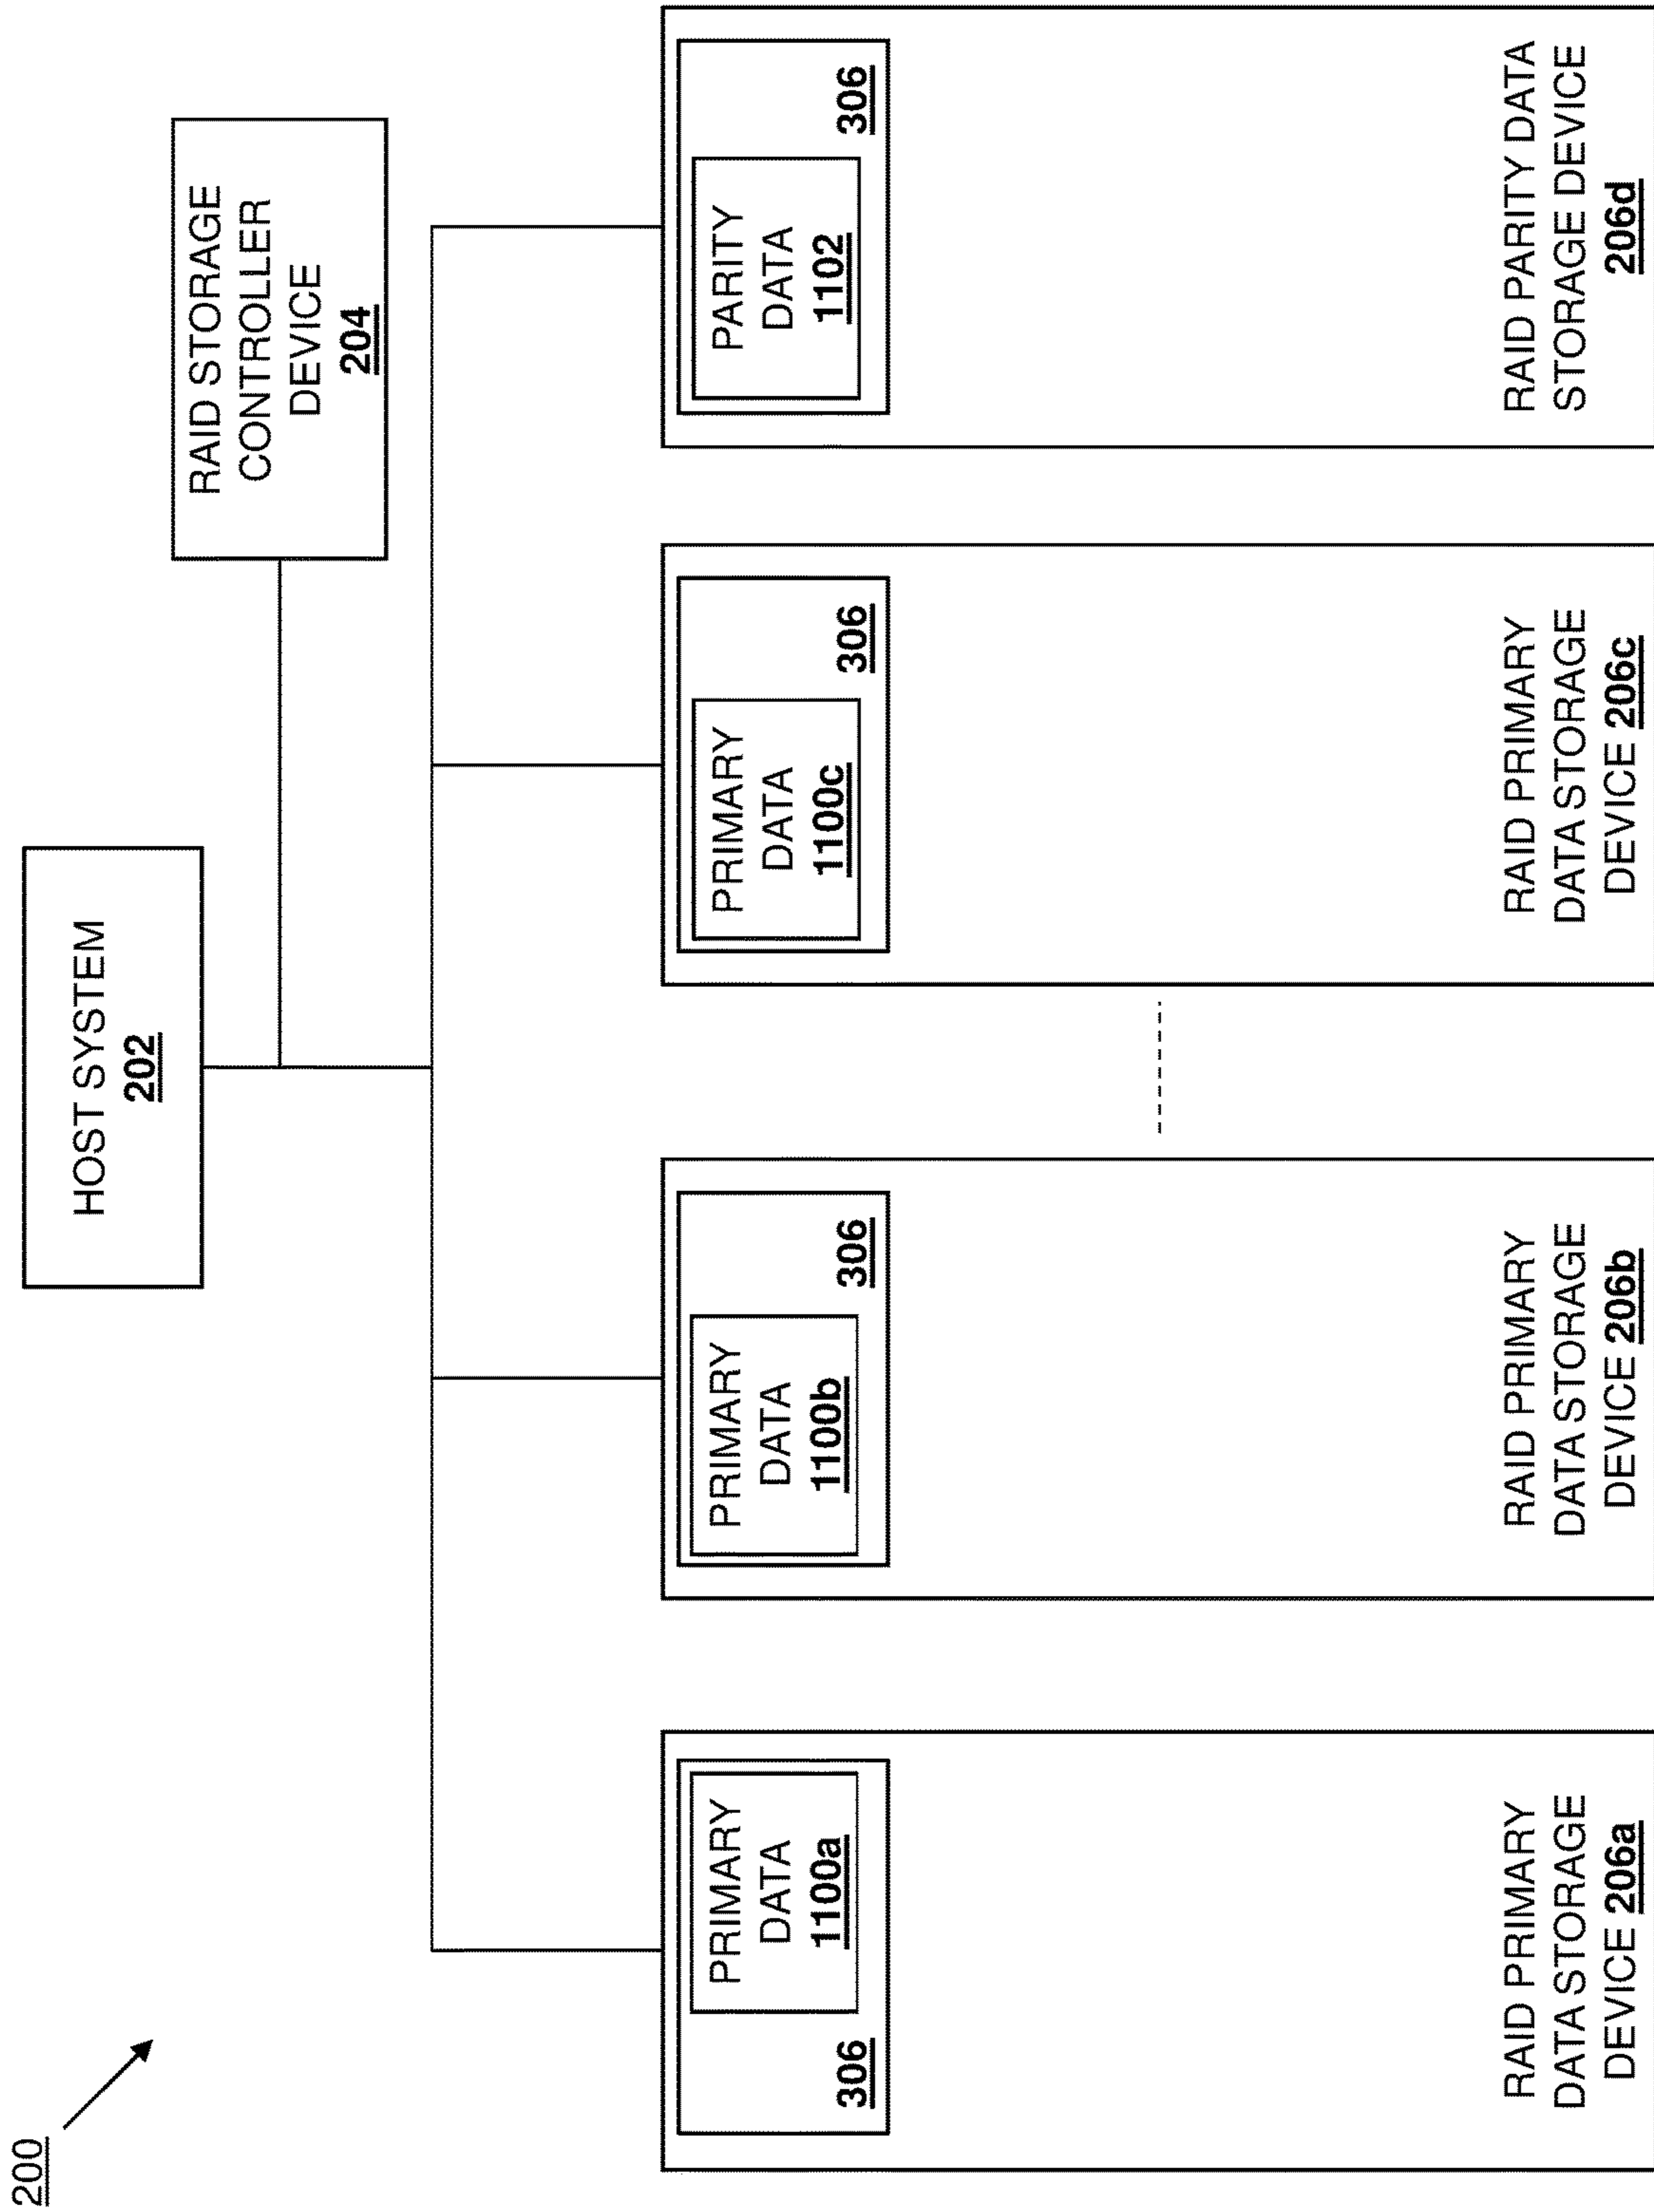 200
HOST SYSTEM
202
RAID STORAGE
CONTROLLER
DEVICE
204
306
PRIMARY
DATA
1100a
RAID PRIMARY
DATA STORAGE
DEVICE 206a
PRIMARY
DATA
1100b
306
RAID PRIMARY
DATA STORAGE
DEVICE 206b
PRIMARY
DATA
1100c
306
RAID PRIMARY
DATA STORAGE
DEVICE 206c
PARITY
DATA
1102
306
RAID PARITY DATA
STORAGE DEVICE
206d